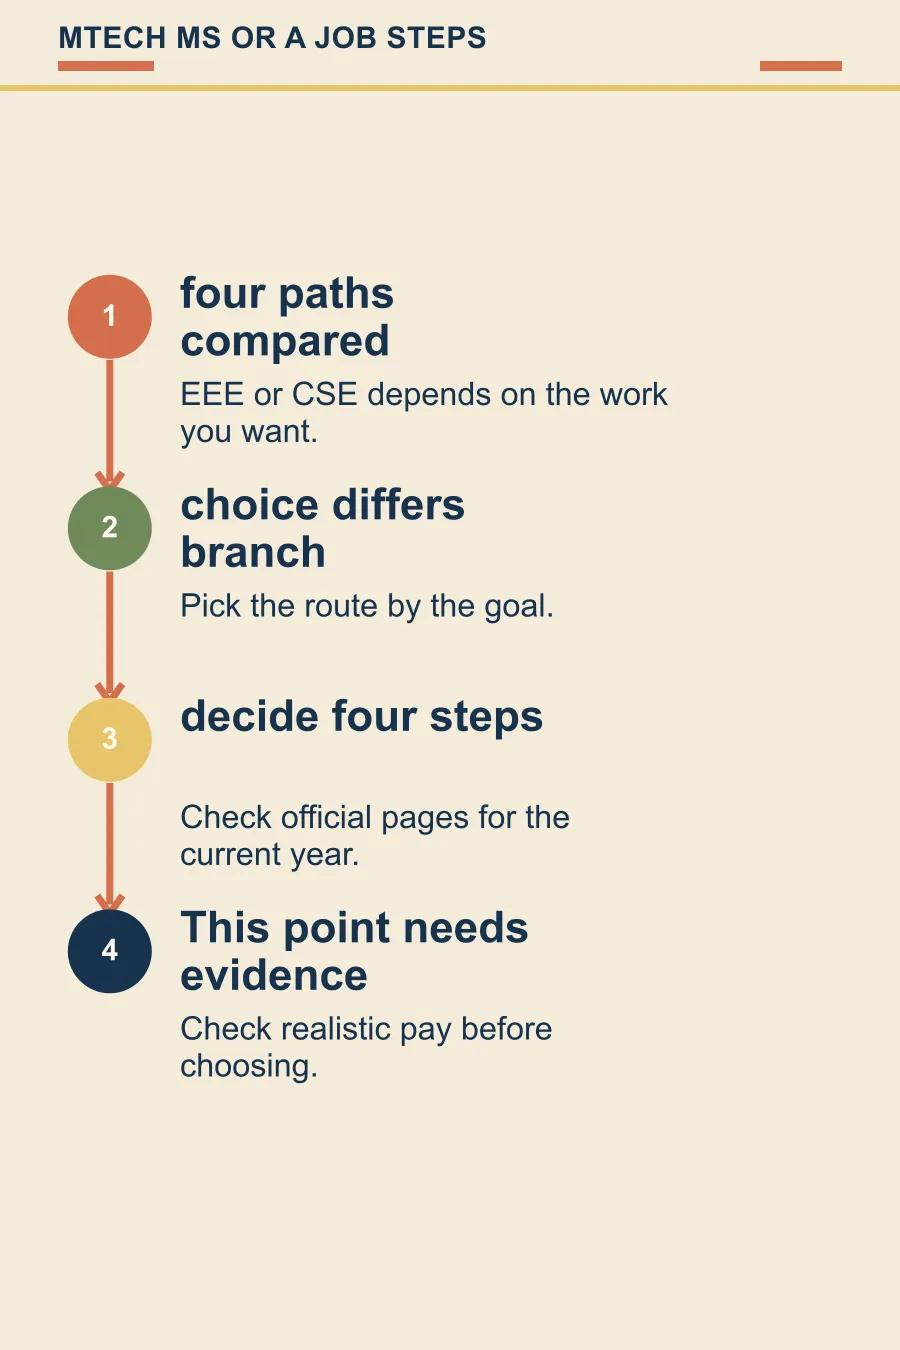 MTECH MS OR A JOB STEPS
1
four paths
compared
EEE or CSE depends on the work
you want.
2
choice differs
branch
Pick the route by the goal.
3
decide four steps
Check official pages for the
current year.
4
This point needs
evidence
Check realistic pay before
choosing.